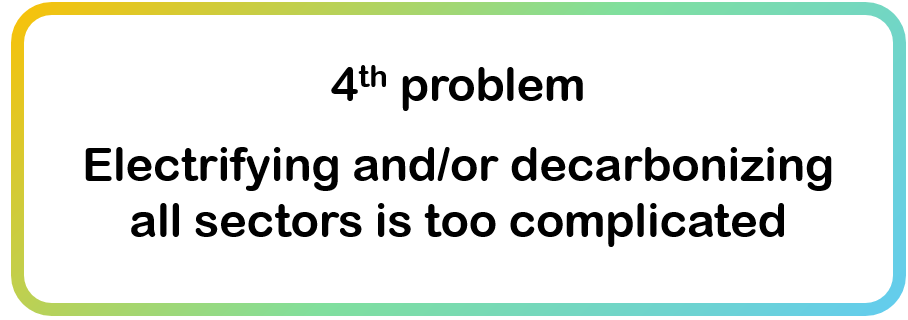 4th problem
Electrifying and/or decarbonizing
all sectors is too complicated